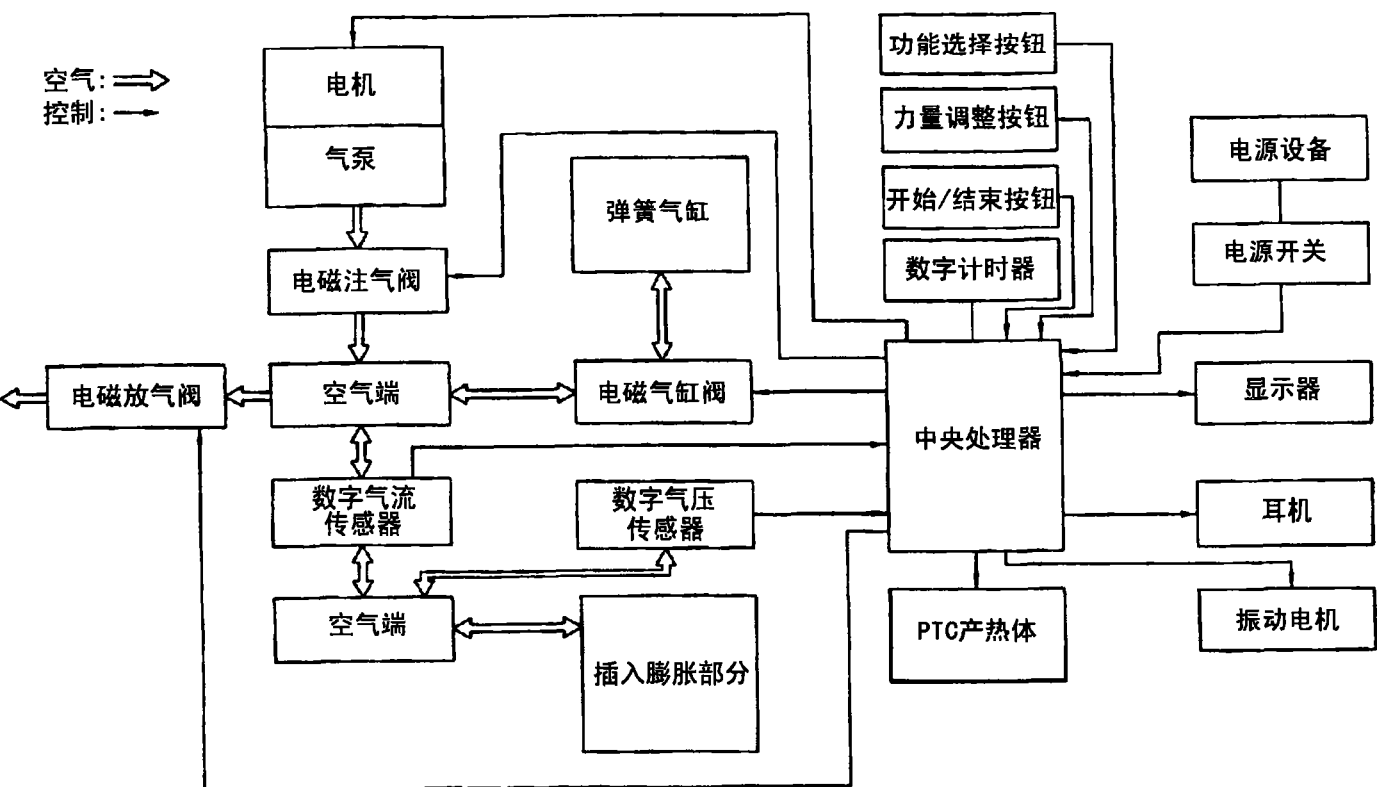 空气:
控制:
电机
气泵
电磁注气阀
弹簧气缸
功能选择按钮
力量调整按钮
开始/结束按钮
数字计时器
电源设备
电源开关
电磁放气阀
空气端
电磁气缸阀
中央处理器
显示器
数字气流
传感器
数字气压
传感器
耳机
空气端
插入膨胀部分
PTC产热体
振动电机